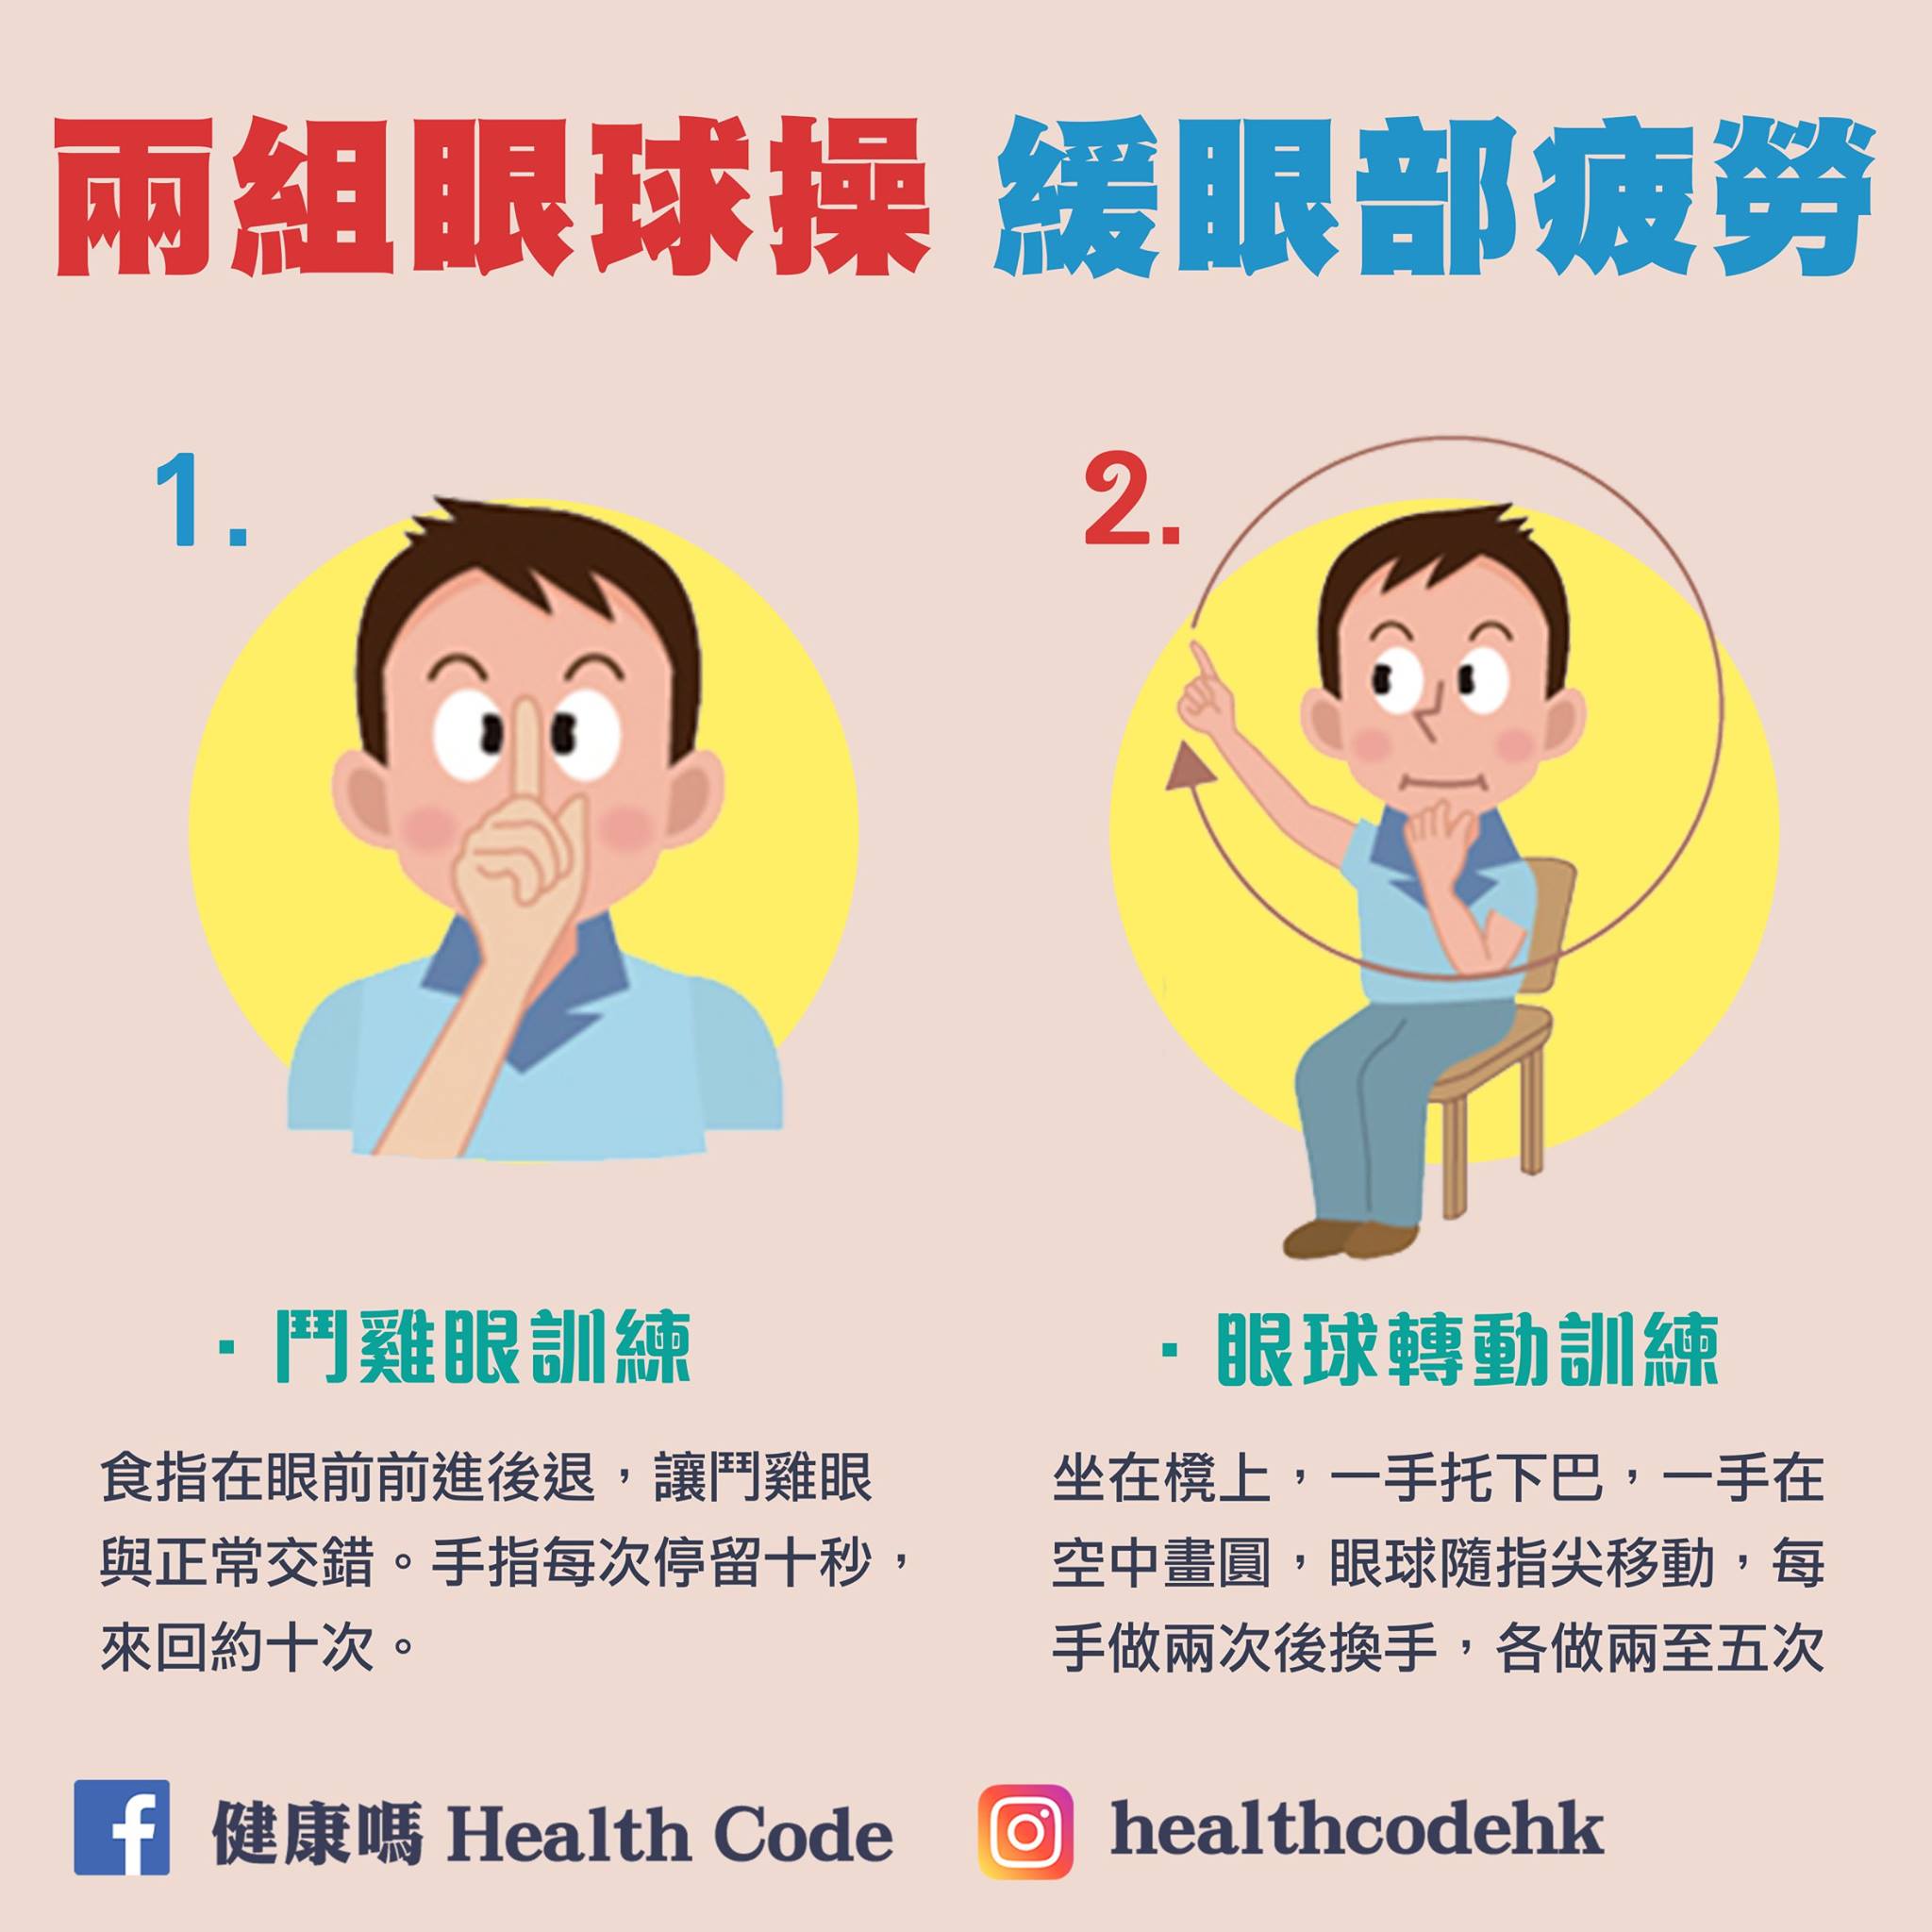 兩組眼球操 緩眼部疲勞
1.
2.
·鬥雞眼訓練
食指在眼前前進後退，讓鬥雞眼
與正常交錯。手指每次停留十秒，
來回約十次。
·眼球轉動訓練
坐在櫈上，一手托下巴，一手在
空中畫圓，眼球隨指尖移動，每
手做兩次後換手，各做兩至五次
健康嗎 Health Code
healthcodehk